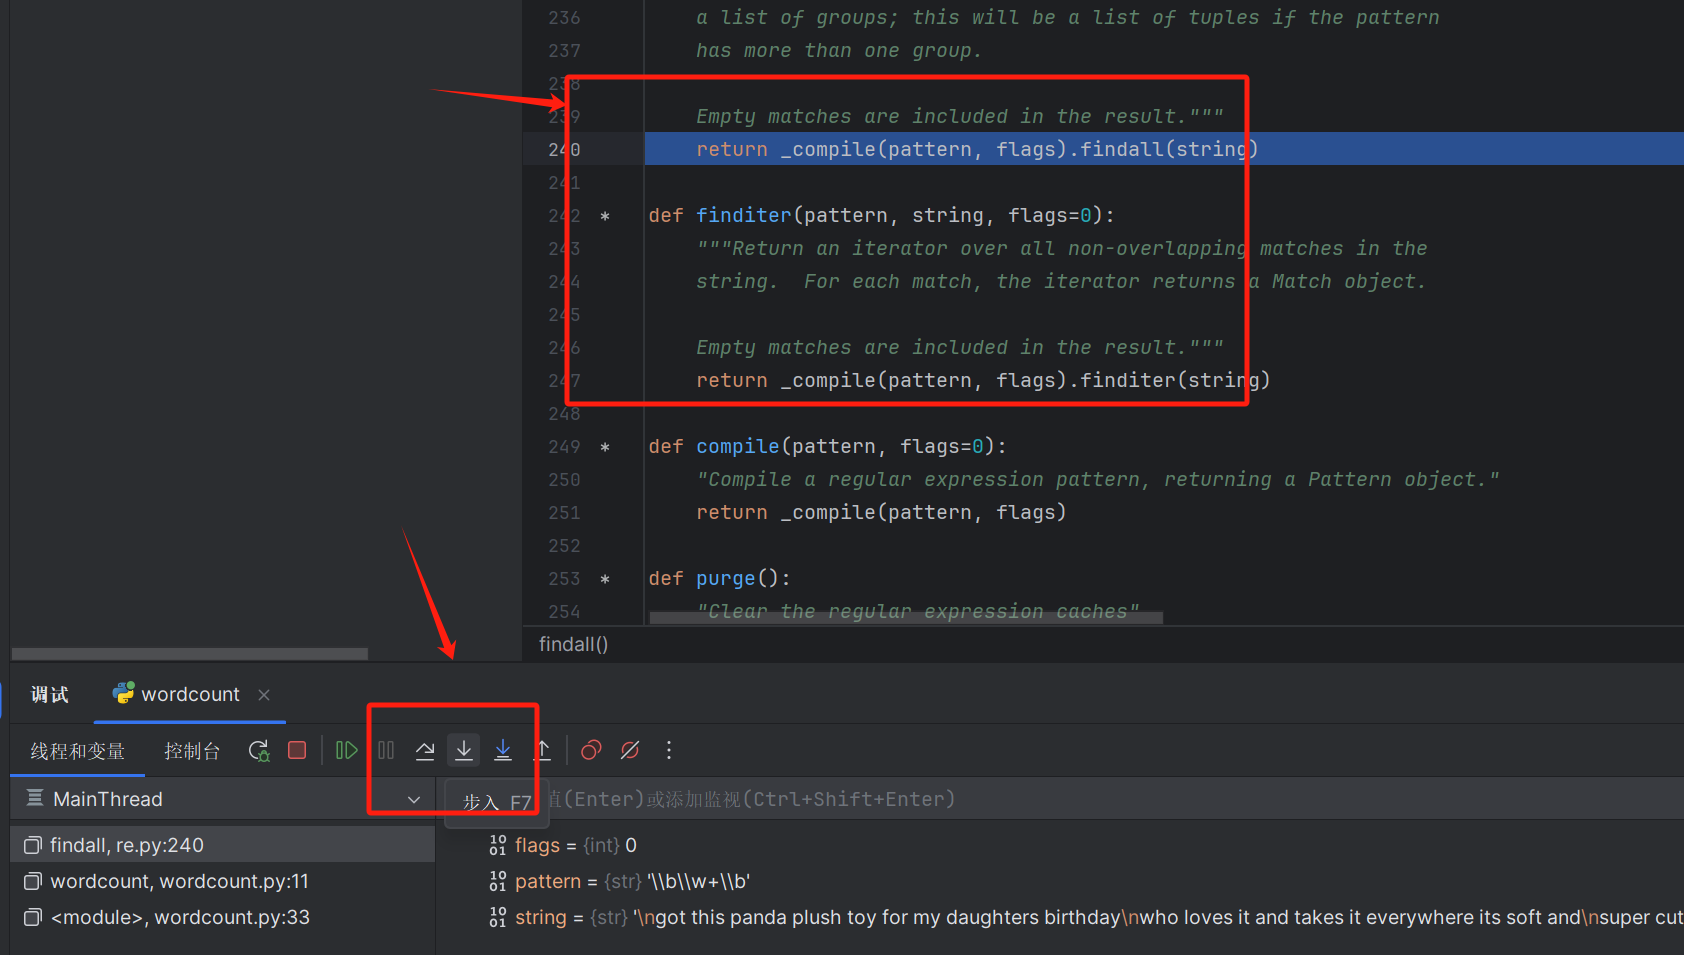 236 a list of groups; this will be a list of tuples if the pattern
237 has more than one group.
238
239 Empty matches are included in the result."""
240 return _compile(pattern, flags).findall(string)
241
242 * def finditer(pattern, string, flags=0):
243 """Return an iterator over all non-overlapping matches in the
244 string.  For each match, the iterator returns a Match object.
245
246 Empty matches are included in the result."""
247 return _compile(pattern, flags).finditer(string)
248
249 * def compile(pattern, flags=0):
250 "Compile a regular expression pattern, returning a Pattern object."
251 return _compile(pattern, flags)
252
253 * def purge():
254 "Clear the regular expression caches"
findall()
调试 wordcount
线程和变量 控制台
MainThread 值(Enter)或添加监视(Ctrl+Shift+Enter)
步入 F7
findall, re.py:240
wordcount, wordcount.py:11
<module>, wordcount.py:33
flags = {int} 0
pattern = {str} '\\b\\w+\\b'
string = {str} '\ngot this panda plush toy for my daughters birthday\nwho loves it and takes it everywhere its soft and\nsuper cut